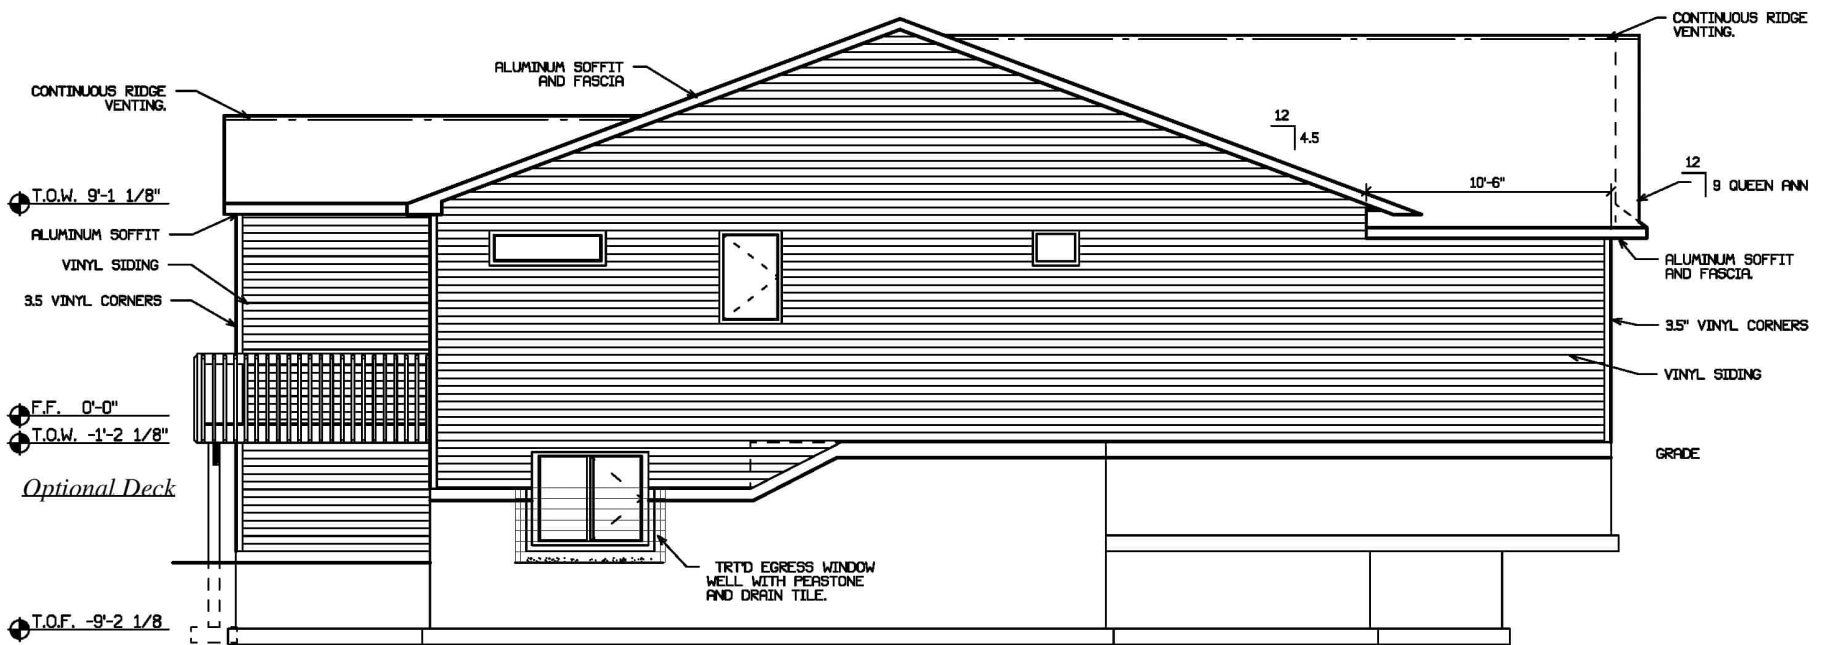 CONTINUOUS RIDGE
VENTING.
ALUMINUM SOFFIT
AND FASCIA
CONTINUOUS RIDGE
VENTING.
12
4.5
12
9 QUEEN ANN
10'-6"
T.O.W. 9'-1 1/8"
ALUMINUM SOFFIT
VINYL SIDING
3.5 VINYL CORNERS
ALUMINUM SOFFIT
AND FASCIA.
3.5" VINYL CORNERS
VINYL SIDING
F.F. 0'-0"
T.O.W. -1'-2 1/8"
GRADE
Optional Deck
TRT'D EGRESS WINDOW
WELL WITH PEASTONE
AND DRAIN TILE.
T.O.F. -9'-2 1/8